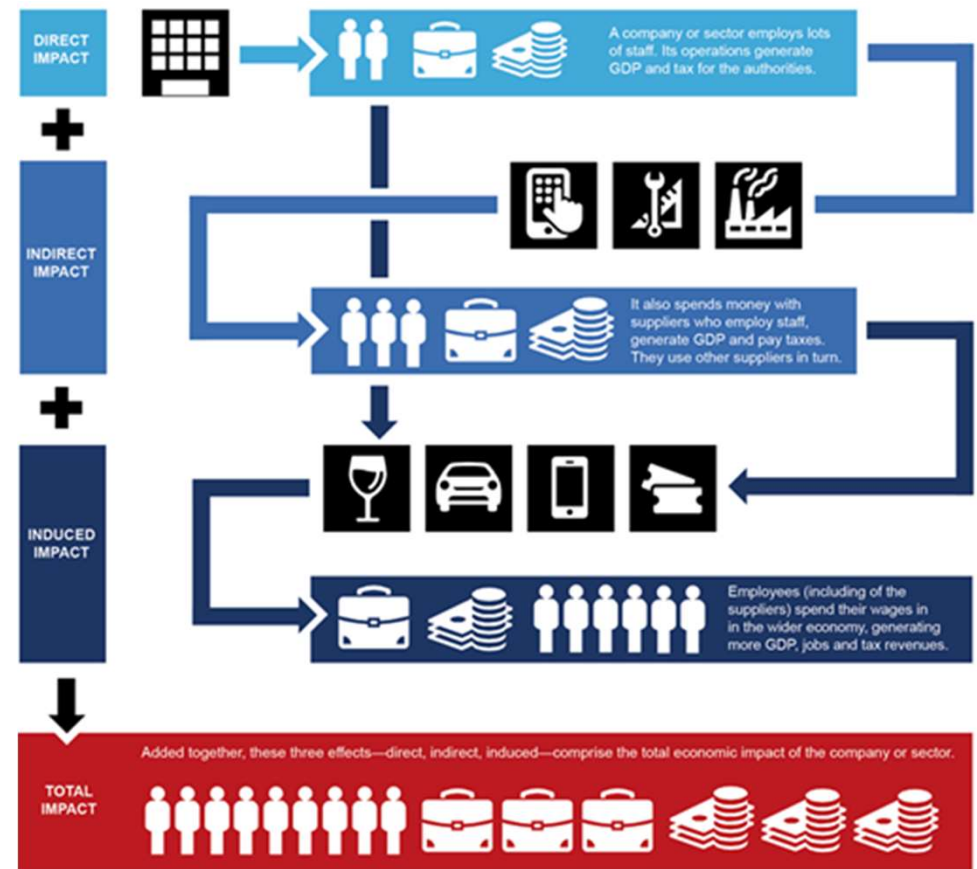 DIRECT
IMPACT
A company or sector employs lots
of staff. Its operations generate
GDP and tax for the authorities.
INDIRECT
IMPACT
It also spends money with
suppliers who employ staff,
generate GDP and pay taxes.
They use other suppliers in turn.
INDUCED
IMPACT
Employees (including of the
suppliers) spend their wages in
in the wider economy, generating
more GDP, jobs and tax revenues.
TOTAL
IMPACT
Added together, these three effects—direct, indirect, induced—comprise the total economic impact of the company or sector.